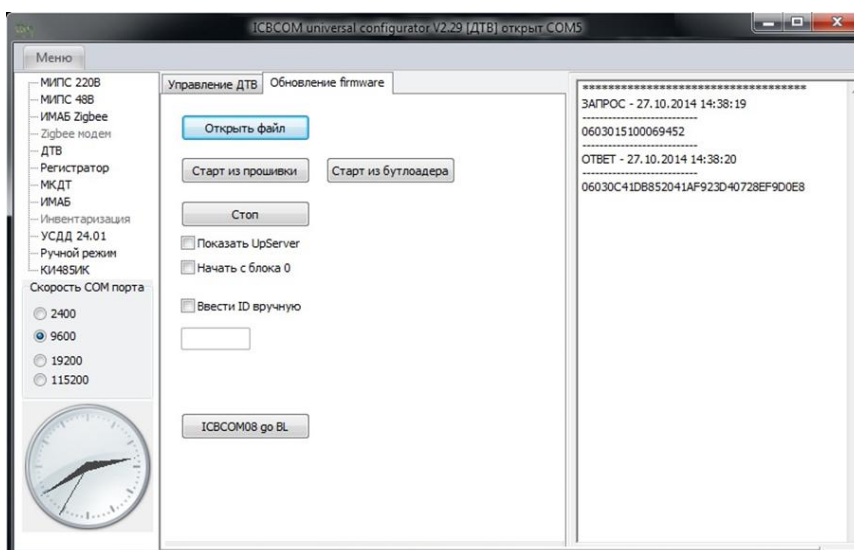 ICBCOM universal configurator V2.29 [ДТВ] открыт COM5
Меню
МИПС 220В
МИПС 48В
ИМАБ Zigbee
Zigbee модем
ДТВ
Регистратор
МКДТ
ИМАБ
Инвентаризация
УСДД 24.01
Ручной режим
КИ485ИК
Скорость COM порта
2400
9600
19200
115200
Управление ДТВ
Обновление firmware
Открыть файл
Старт из прошивки
Старт из бутлоадера
Стоп
Показать UpServer
Начать с блока 0
Ввести ID вручную
ICBCOM08 go BL
************************************
ЗАПРОС - 27.10.2014 14:38:19
---------------------------
0603015100069452
---------------------------
ОТВЕТ - 27.10.2014 14:38:20
---------------------------
06030C41DB852041AF923D40728EF9D0E8